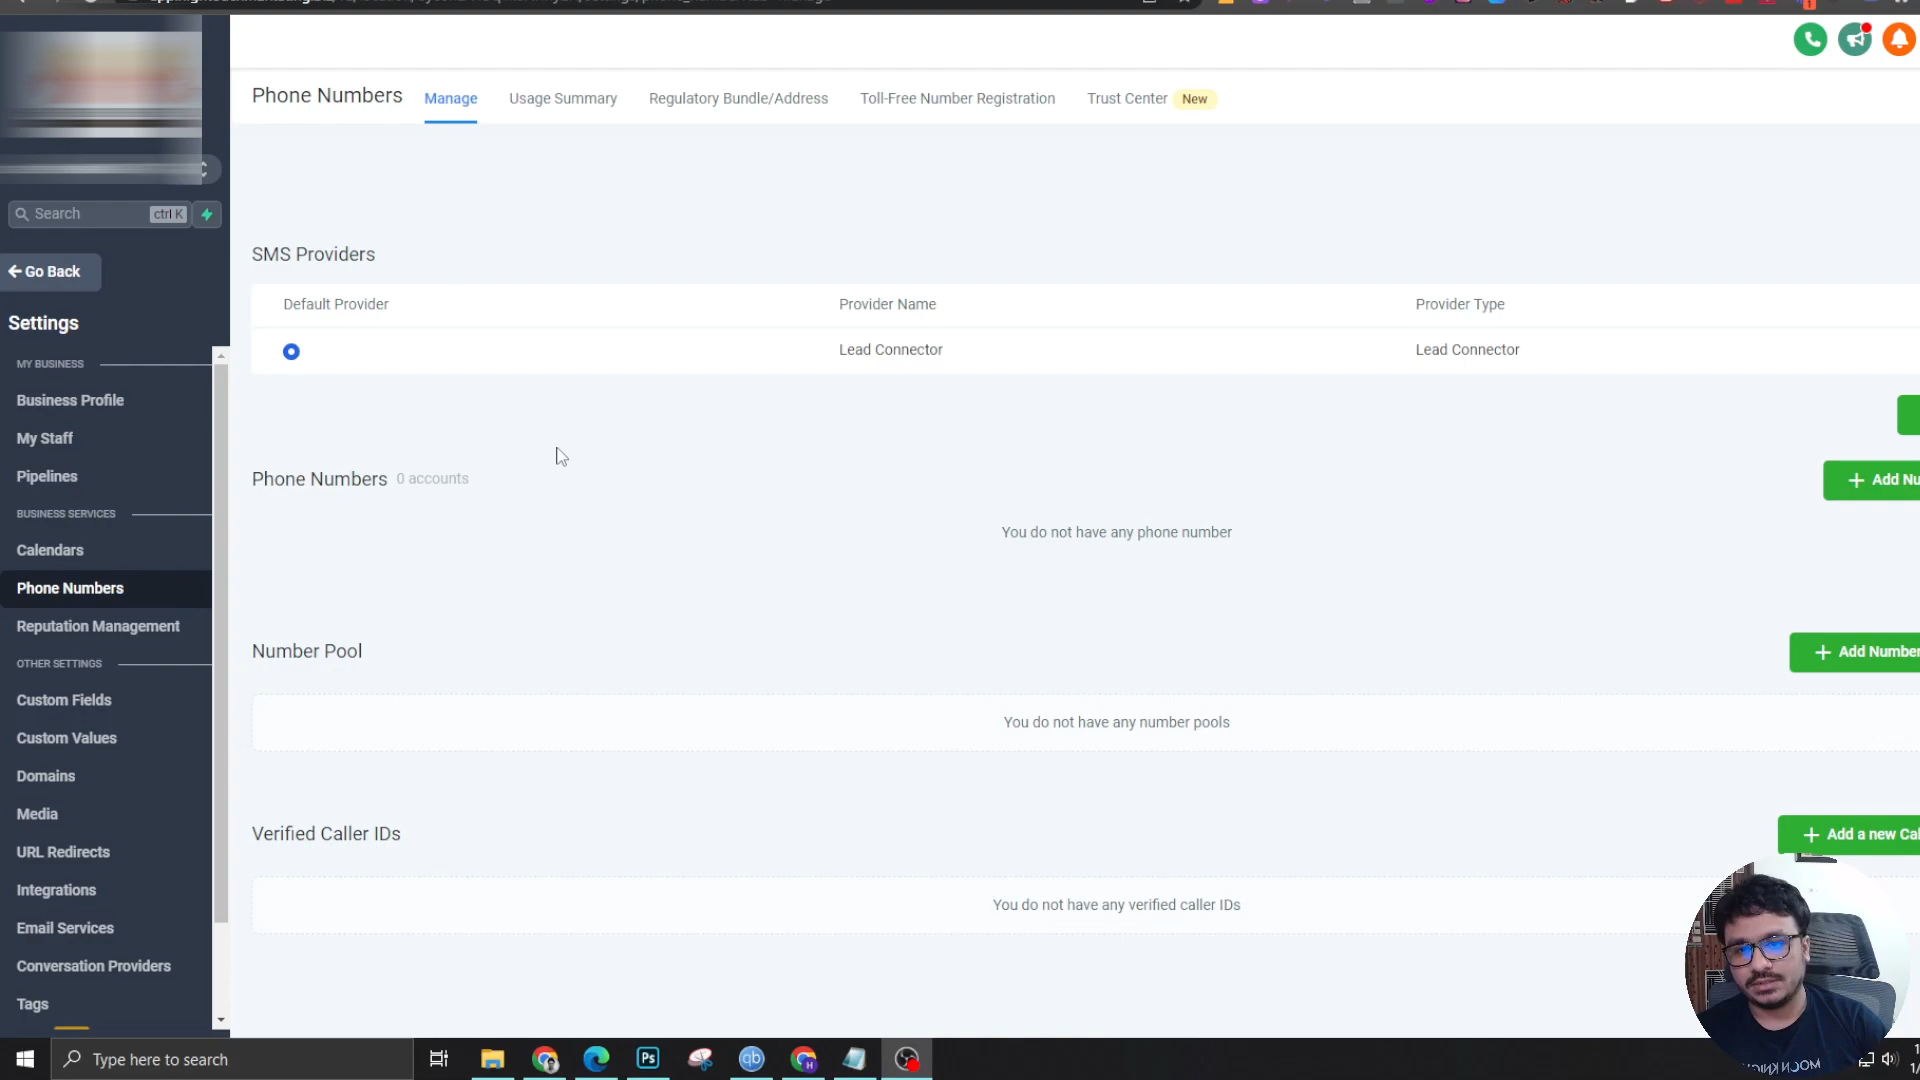 Phone Numbers Manage Usage Summary Regulatory Bundle/Address Toll-Free Number Registration Trust Center New
Search ctrl K
Go Back
Settings
MY BUSINESS
Business Profile
My Staff
Pipelines
BUSINESS SERVICES
Calendars
Phone Numbers
Reputation Management
OTHER SETTINGS
Custom Fields
Custom Values
Domains
Media
URL Redirects
Integrations
Email Services
Conversation Providers
Tags
SMS Providers
Default Provider Provider Name Provider Type
Lead Connector Lead Connector
Phone Numbers 0 accounts
+ Add Nu
You do not have any phone number
Number Pool
+ Add Number
You do not have any number pools
Verified Caller IDs
+ Add a new Cal
You do not have any verified caller IDs
Type here to search
Ps
qb